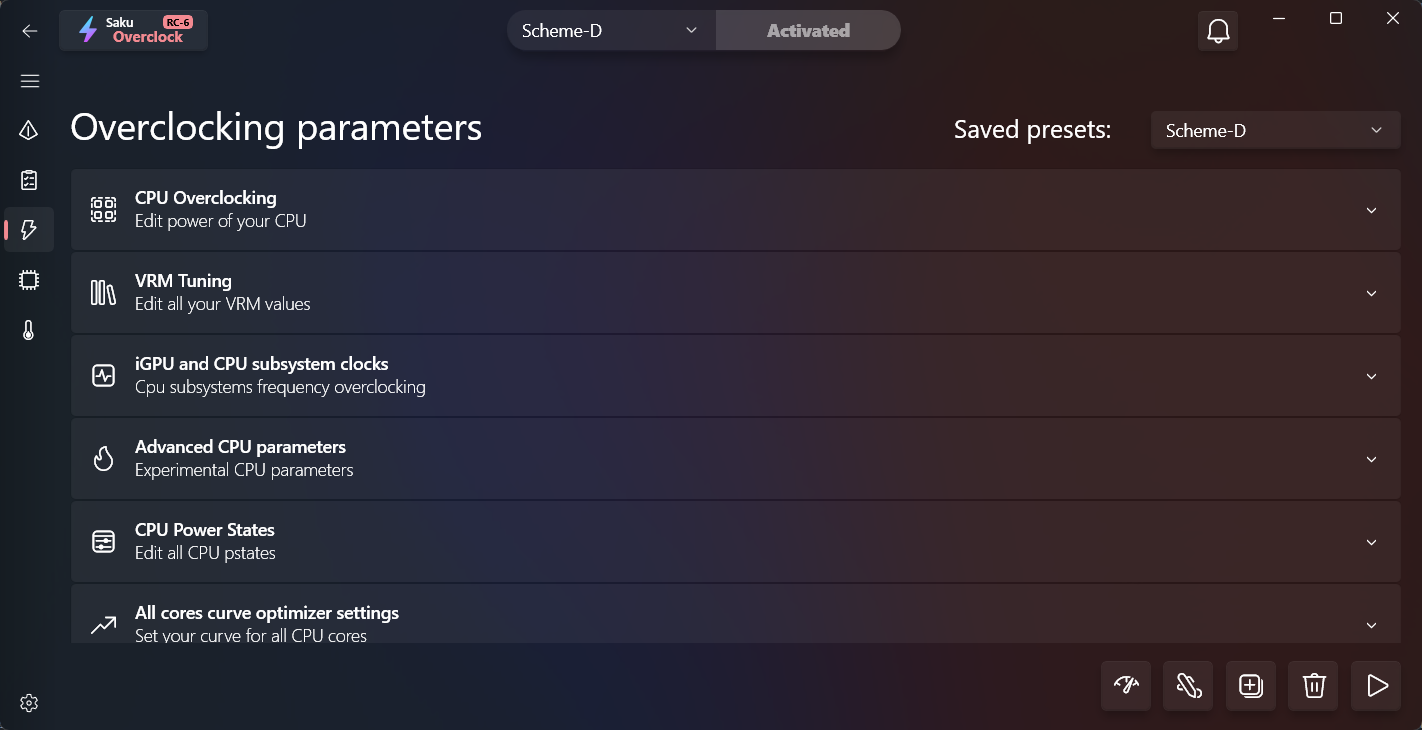 Saku RC-6
Overclock
Scheme-D
Activated
Overclocking parameters
Saved presets:
Scheme-D
CPU Overclocking
Edit power of your CPU
VRM Tuning
Edit all your VRM values
iGPU and CPU subsystem clocks
Cpu subsystems frequency overclocking
Advanced CPU parameters
Experimental CPU parameters
CPU Power States
Edit all CPU pstates
All cores curve optimizer settings
Set your curve for all CPU cores